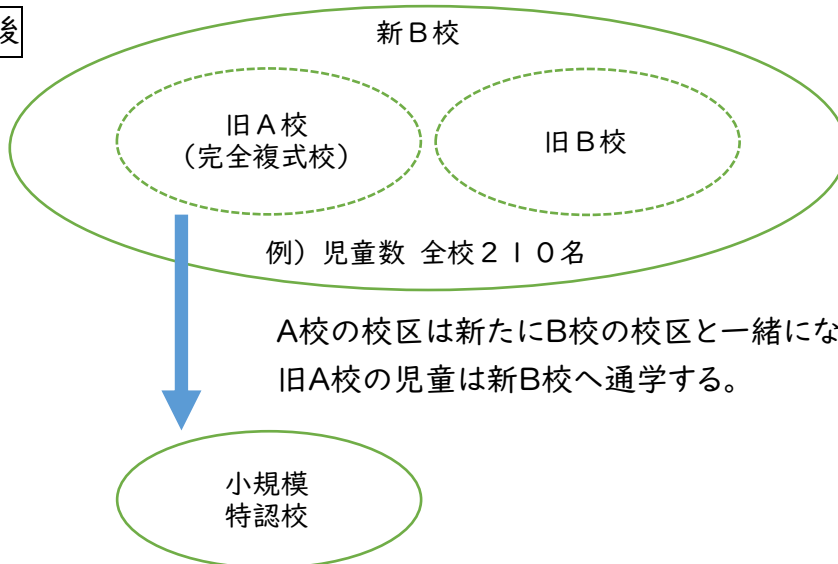 後
新B校
旧A校
（完全複式校）
旧B校
例）児童数 全校２１０名
A校の校区は新たにB校の校区と一緒にな
旧A校の児童は新B校へ通学する。
小規模
特認校